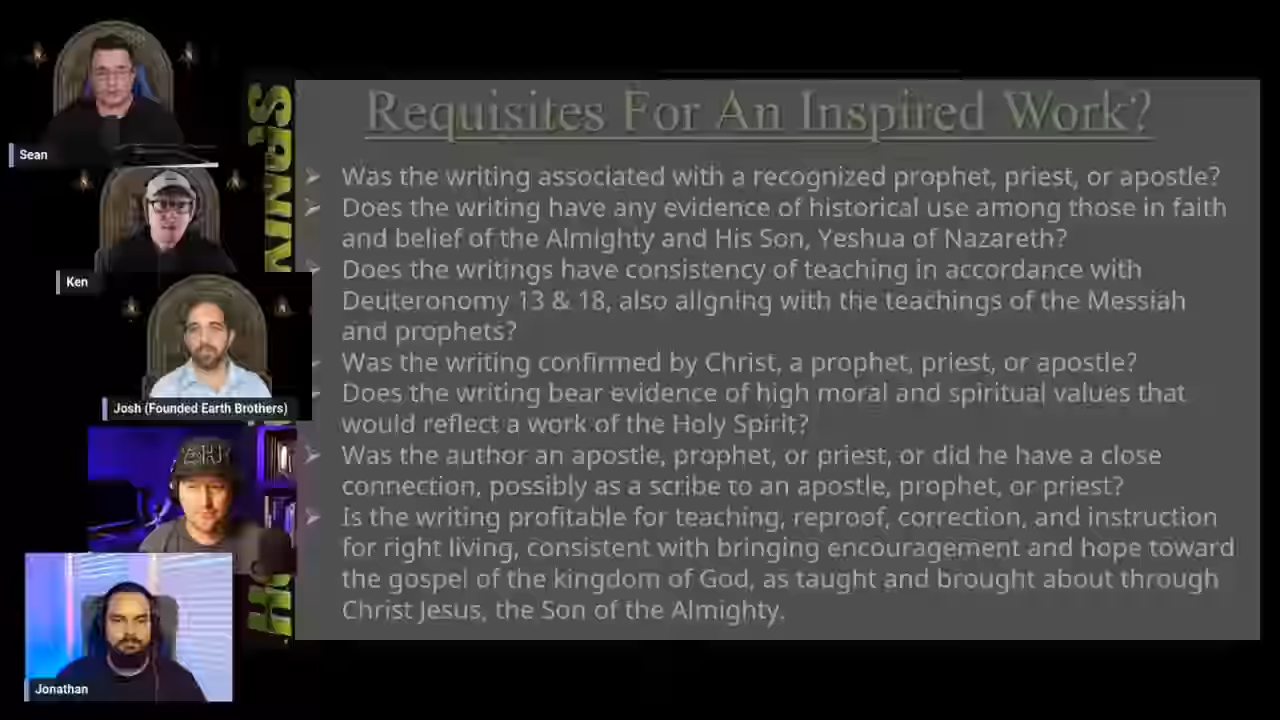 Requisites For An Inspired Work?
➢ Was the writing associated with a recognized prophet, priest, or apostle?
➢ Does the writing have any evidence of historical use among those in faith
and belief of the Almighty and His Son, Yeshua of Nazareth?
Does the writings have consistency of teaching in accordance with
Deuteronomy 13 & 18, also aligning with the teachings of the Messiah
and prophets?
Was the writing confirmed by Christ, a prophet, priest, or apostle?
Does the writing bear evidence of high moral and spiritual values that
would reflect a work of the Holy Spirit?
➢ Was the author an apostle, prophet, or priest, or did he have a close
connection, possibly as a scribe to an apostle, prophet, or priest?
➢ Is the writing profitable for teaching, reproof, correction, and instruction
for right living, consistent with bringing encouragement and hope toward
the gospel of the kingdom of God, as taught and brought about through
Christ Jesus, the Son of the Almighty.
Sean
Ken
Josh (Founded Earth Brothers)
Jonathan